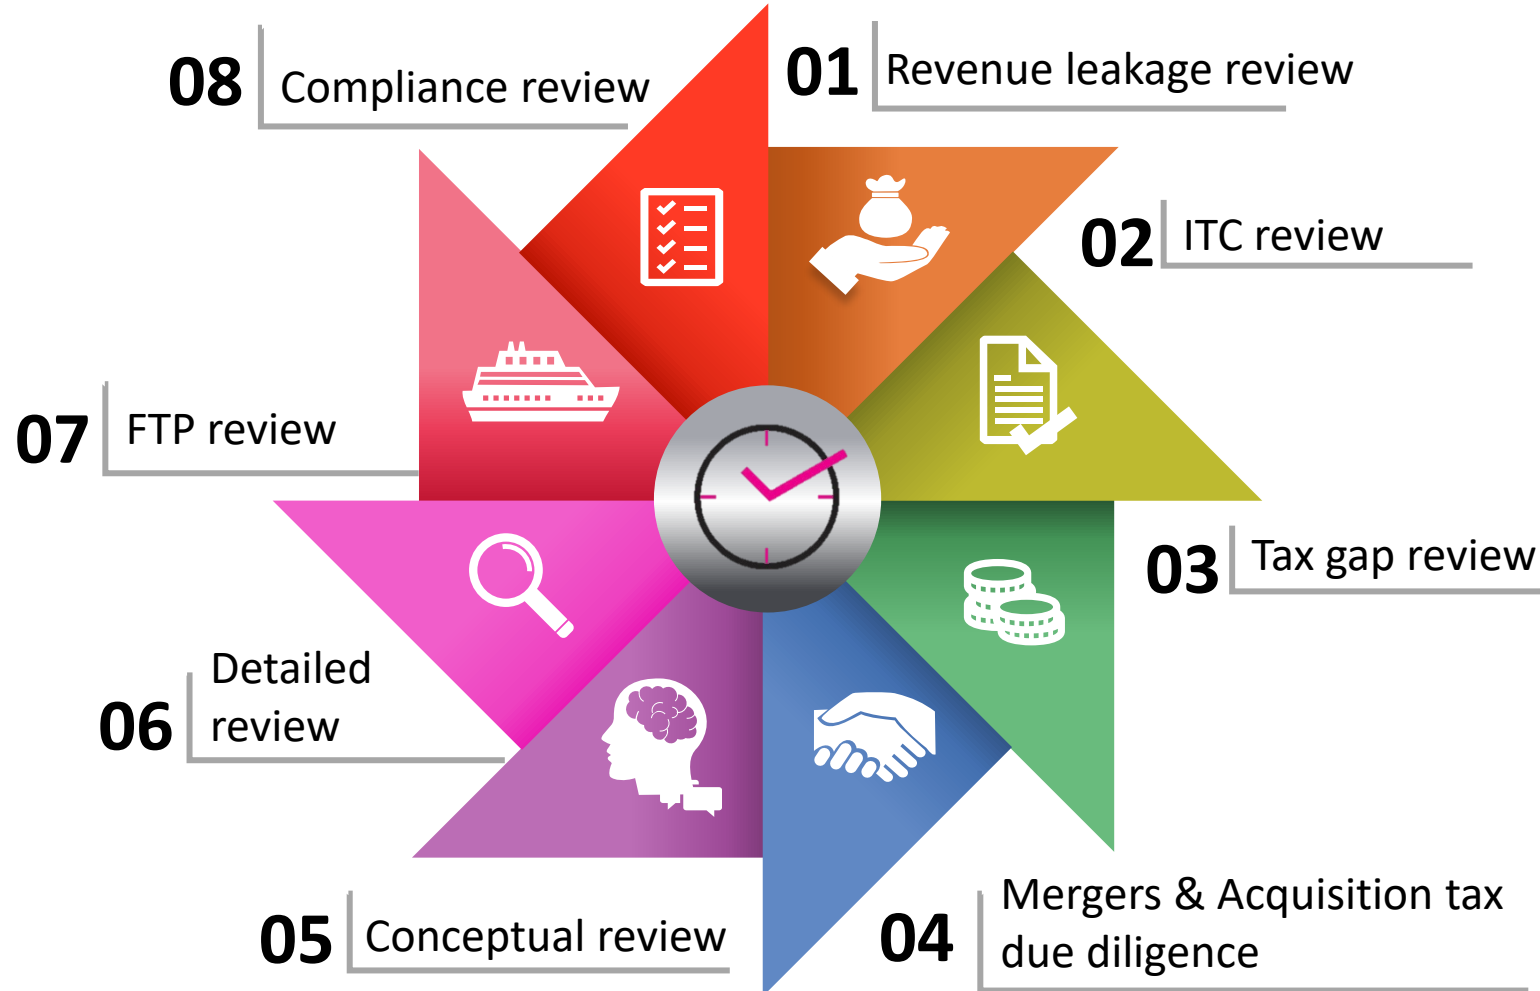 01
Revenue leakage review
02
ITC review
03
Tax gap review
04
Mergers & Acquisition tax
due diligence
05
Conceptual review
06
Detailed
review
07
FTP review
08
Compliance review